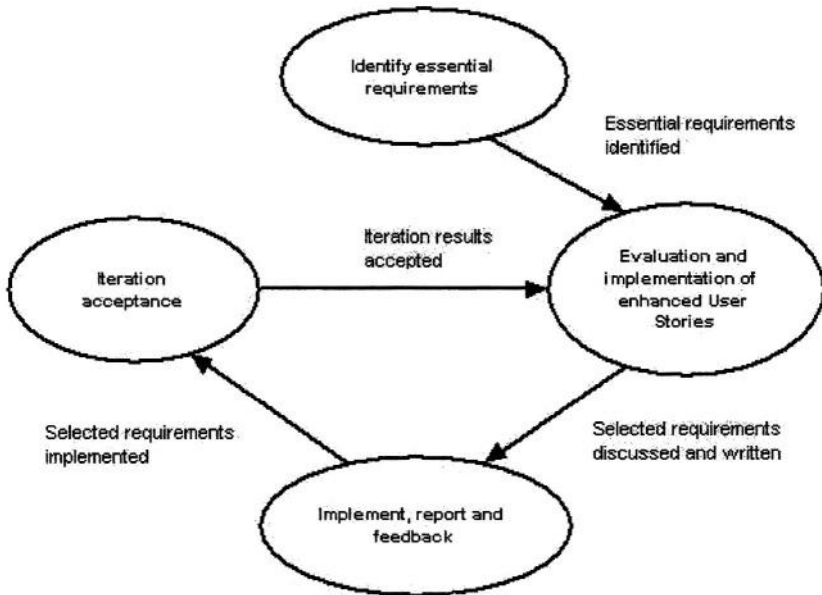 Identify essential
requirements
Essential requirements
identified
Iteration results
accepted
Iteration
acceptance
Evaluation and
implementation of
enhanced User
Stories
Selected requirements
implemented
Selected requirements
discussed and written
Implement, report and
feedback